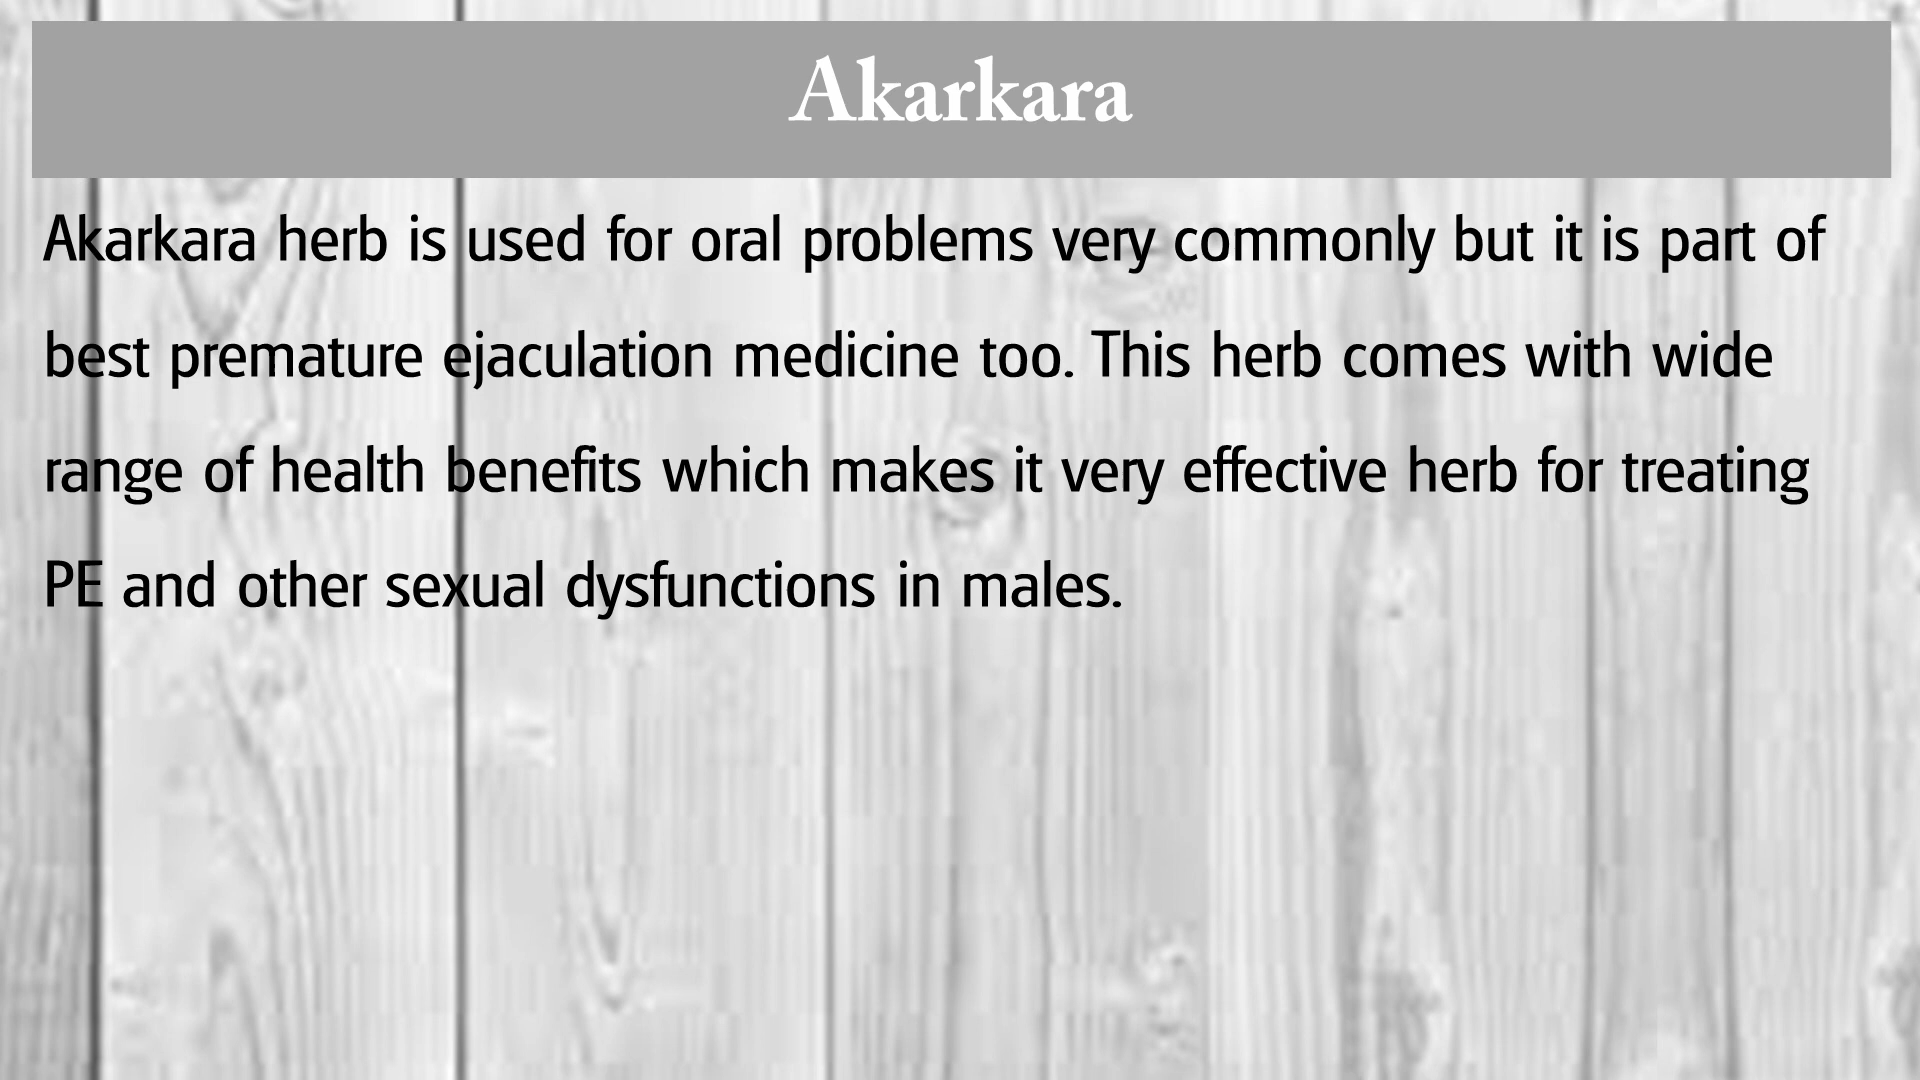 Akarkara
Akarkara herb is used for oral problems very commonly but it is part of
best premature ejaculation medicine too. This herb comes with wide
range of health benefits which makes it very effective herb for treating
PE and other sexual dysfunctions in males.